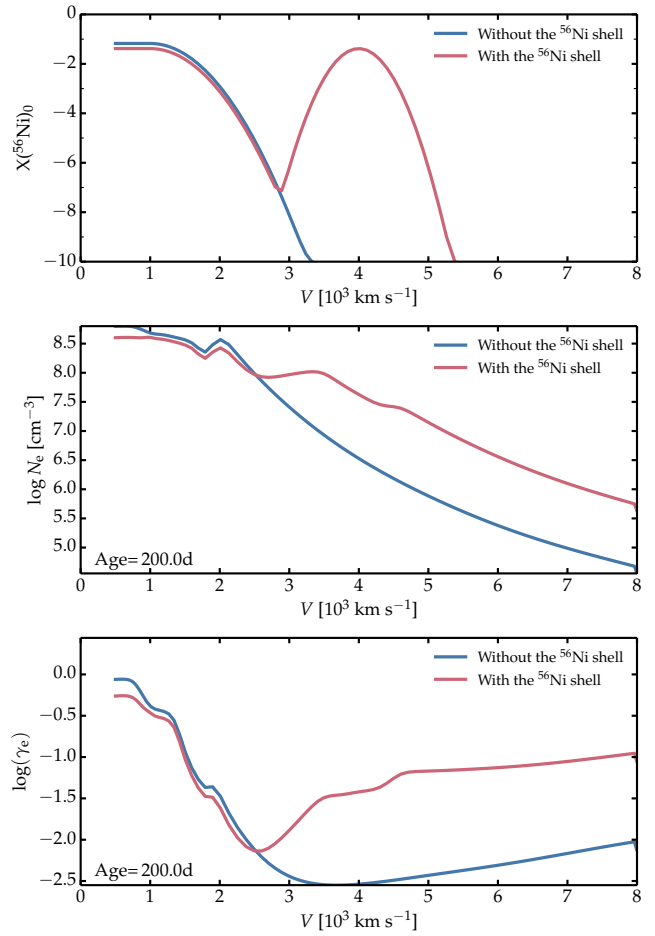 0
−2
−4
−6
−8
−10
X(⁵⁶Ni)₀
Without the ⁵⁶Ni shell
With the ⁵⁶Ni shell
0 1 2 3 4 5 6 7 8
V [10³ km s⁻¹]
8.5
8.0
7.5
7.0
6.5
6.0
5.5
5.0
log Nₑ [cm⁻³]
Without the ⁵⁶Ni shell
With the ⁵⁶Ni shell
Age=200.0d
0 1 2 3 4 5 6 7 8
V [10³ km s⁻¹]
0.0
−0.5
−1.0
−1.5
−2.0
−2.5
log(γₑ)
Without the ⁵⁶Ni shell
With the ⁵⁶Ni shell
Age=200.0d
0 1 2 3 4 5 6 7 8
V [10³ km s⁻¹]